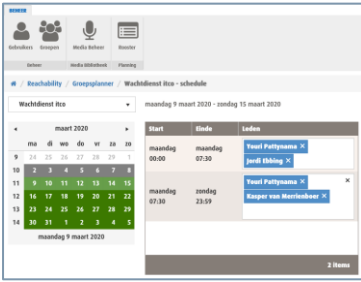 BEHEER
Gebruikers Groepen Media Beheer Rooster
Beheer Media Bibliotheek Planning
/ Reachability / Groepsplanner / Wachtdienst itco - schedule
Wachtdienst itco
maandag 9 maart 2020 - zondag 15 maart 2020
maart 2020
ma di wo do vr za zo
9 24 25 26 27 28 29 1
10 2 3 4 5 6 7 8
11 9 10 11 12 13 14 15
12 16 17 18 19 20 21 22
13 23 24 25 26 27 28 29
14 30 31 1 2 3 4 5
maandag 9 maart 2020
Start Einde Leden
maandag 00:00 maandag 07:30 Youri Pattynama ×
Jordi Ebbing ×
maandag 07:30 zondag 23:59 Youri Pattynama ×
Kasper von Merrienboer ×
2 Items